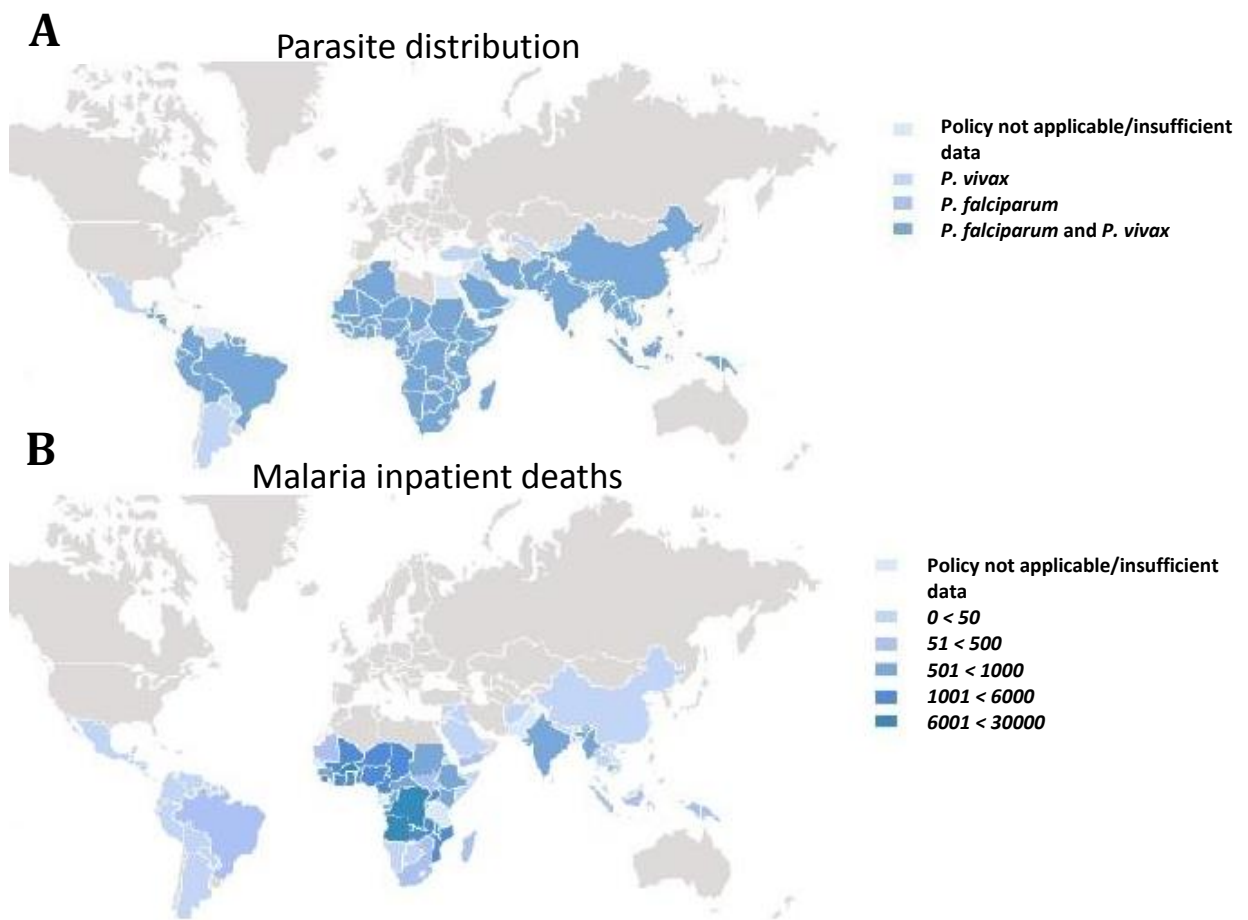 A
Parasite distribution
Policy not applicable/insufficient
data
P. vivax
P. falciparum
P. falciparum and P. vivax
B
Malaria inpatient deaths
Policy not applicable/insufficient
data
0 < 50
51 < 500
501 < 1000
1001 < 6000
6001 < 30000